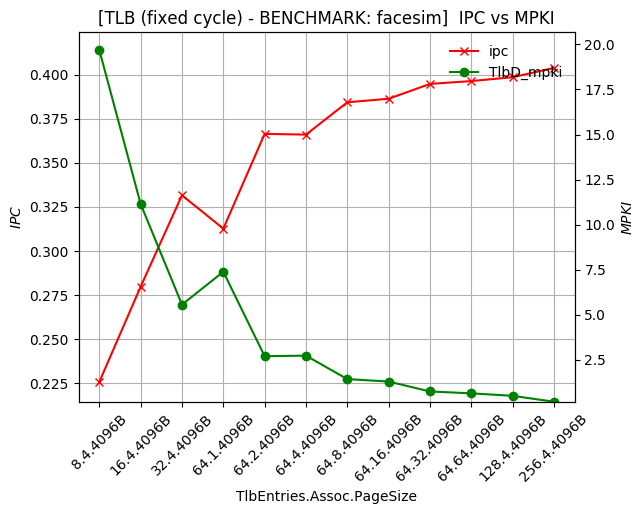 [TLB (fixed cycle) - BENCHMARK: facesim]  IPC vs MPKI
ipc
TlbD_mpki
IPC
0.400
0.375
0.350
0.325
0.300
0.275
0.250
0.225
MPKI
20.0
17.5
15.0
12.5
10.0
7.5
5.0
2.5
8.4.4096B
16.4.4096B
32.4.4096B
64.1.4096B
64.2.4096B
64.4.4096B
64.8.4096B
64.16.4096B
64.32.4096B
64.64.4096B
128.4.4096B
256.4.4096B
TlbEntries.Assoc.PageSize